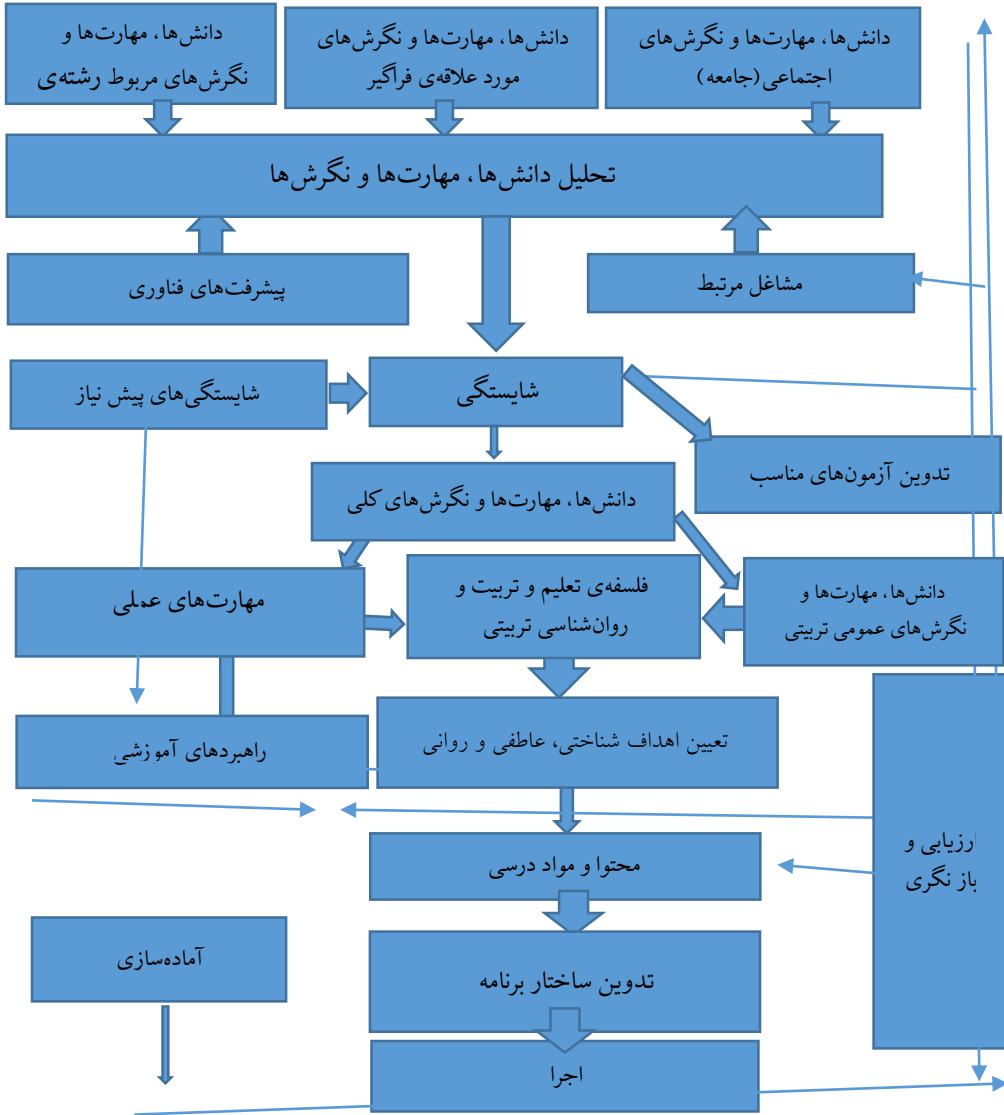 دانش‌ها، مهارت‌ها و نگرش‌های
اجتماعی(جامعه)
دانش‌ها، مهارت‌ها و نگرش‌های
مورد علاقه‌ی فراگیر
دانش‌ها، مهارت‌ها و
نگرش‌های مربوط رشته‌ی
تحلیل دانش‌ها، مهارت‌ها و نگرش‌ها
مشاغل مرتبط
پیشرفت‌های فناوری
شایستگی
شایستگی‌های پیش نیاز
تدوین آزمون‌های مناسب
دانش‌ها، مهارت‌ها و نگرش‌های کلی
دانش‌ها، مهارت‌ها و
نگرش‌های عمومی تربیتی
فلسفه‌ی تعلیم و تربیت و
روان‌شناسی تربیتی
مهارت‌های عملی
تعیین اهداف شناختی، عاطفی و روانی
راهبردهای آموزشی
ارزیابی و
باز نگری
محتوا و مواد درسی
آماده‌سازی
تدوین ساختار برنامه
اجرا